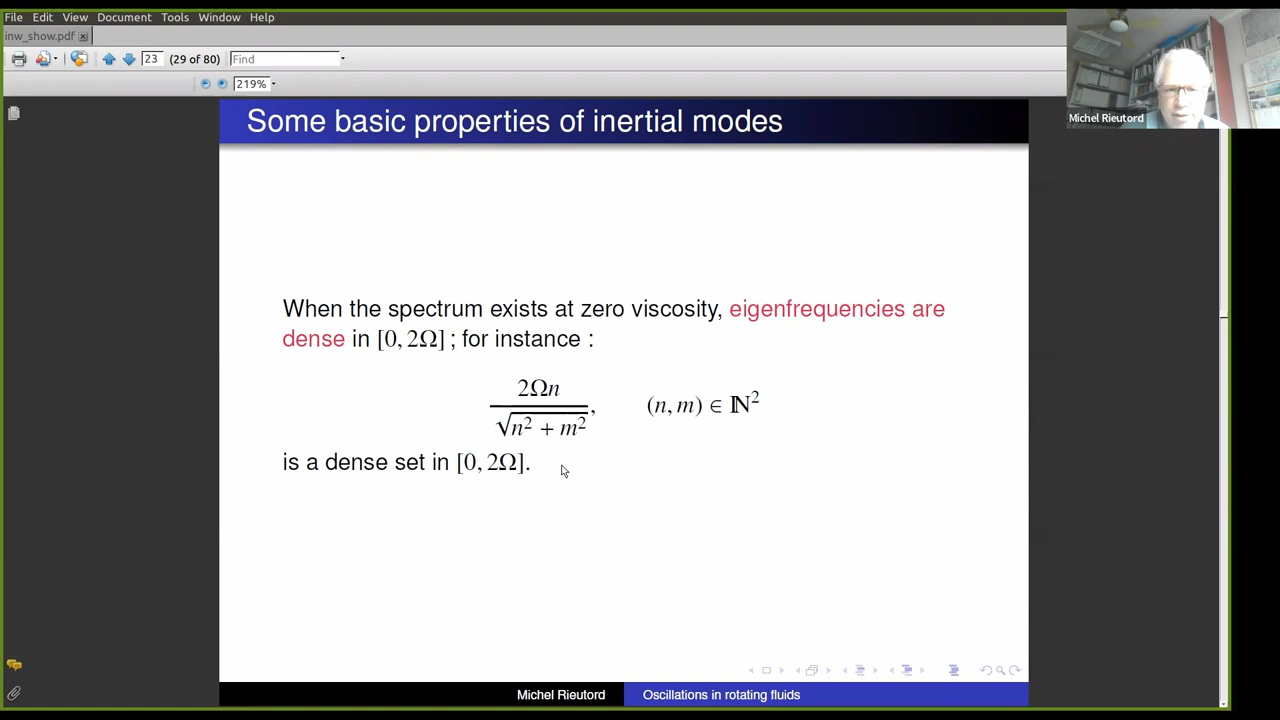 File Edit View Document Tools Window Help
inw_show.pdf
23 (29 of 80) Find
219%
Michel Rieutord
Some basic properties of inertial modes
When the spectrum exists at zero viscosity, eigenfrequencies are
dense in [0, 2Ω] ; for instance :
2Ωn / √(n² + m²), (n, m) ∈ ℕ²
is a dense set in [0, 2Ω].
Michel Rieutord Oscillations in rotating fluids